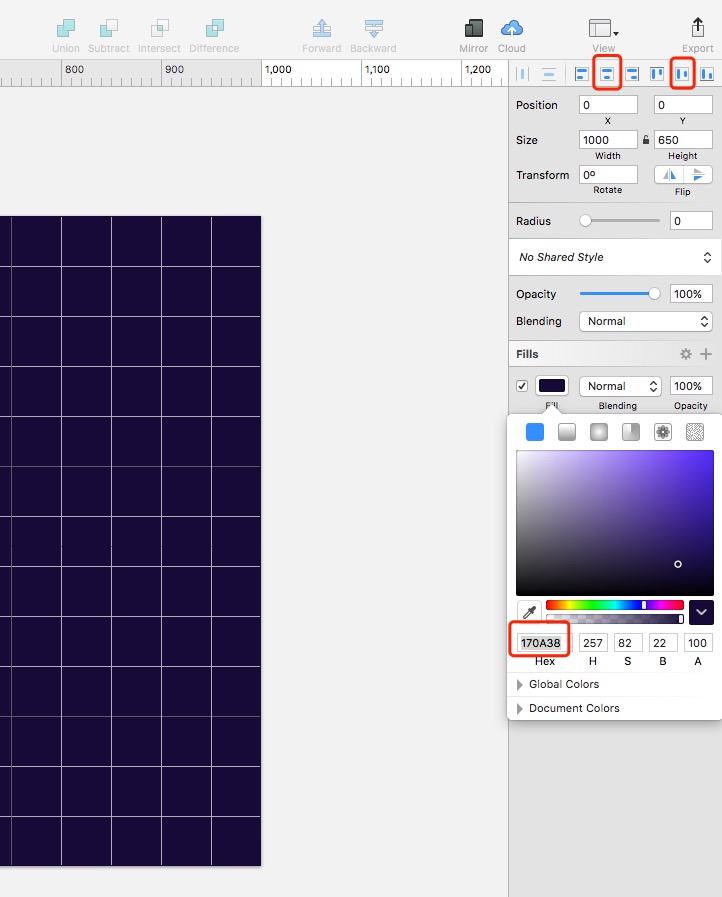 Union Subtract Intersect Difference Forward Backward Mirror Cloud View Export
800 900 1,000 1,100 1,200
Position 0 0
X Y
Size 1000 650
Width Height
Transform 0º
Rotate Flip
Radius 0
No Shared Style
Opacity 100%
Blending Normal
Fills
Normal 100%
Fill Blending Opacity
170A38 257 82 22 100
Hex H S B A
Global Colors
Document Colors